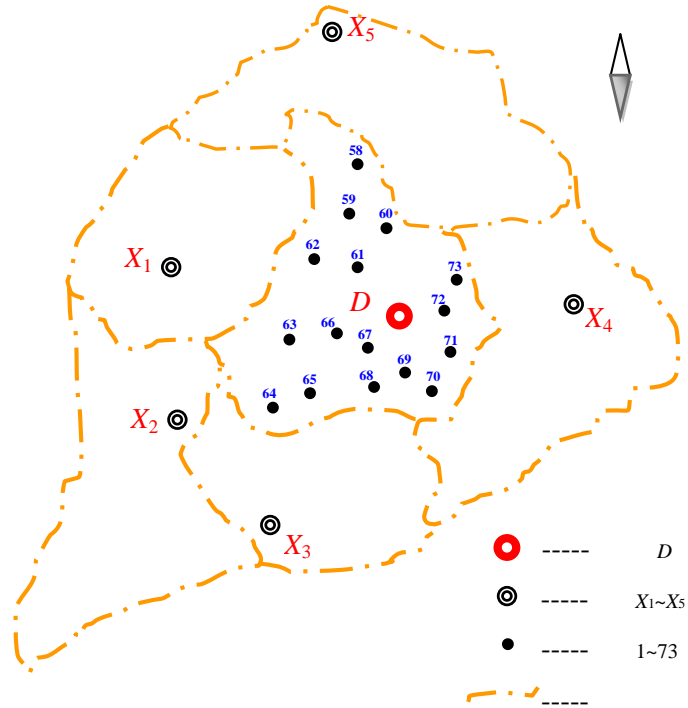 X5
58
59
60
62
61
X1
73
D
72
X4
66
63
67
71
69
68
70
65
64
X2
X3
----- D
----- X1~X5
----- 1~73
-----